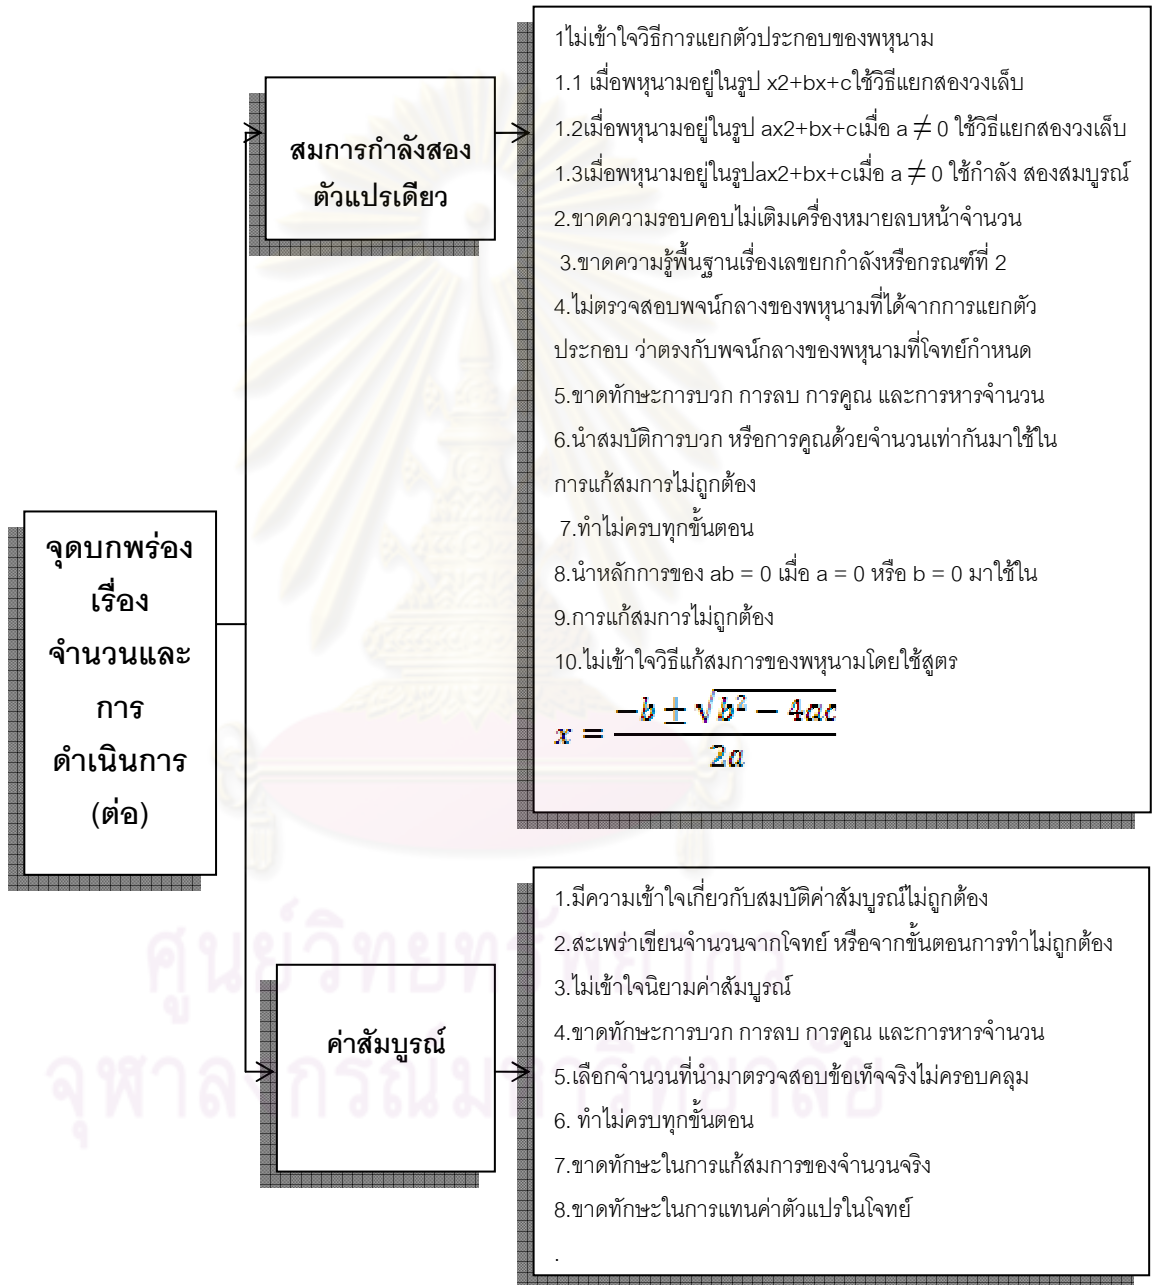 จุดบกพร่อง
เรื่อง
จำนวนและ
การ
ดำเนินการ
(ต่อ)
สมการกำลังสอง
ตัวแปรเดียว
1ไม่เข้าใจวิธีการแยกตัวประกอบของพหุนาม
1.1 เมื่อพหุนามอยู่ในรูป x2+bx+cใช้วิธีแยกสองวงเล็บ
1.2เมื่อพหุนามอยู่ในรูป ax2+bx+cเมื่อ a ≠ 0 ใช้วิธีแยกสองวงเล็บ
1.3เมื่อพหุนามอยู่ในรูปax2+bx+cเมื่อ a ≠ 0 ใช้กำลัง สองสมบูรณ์
2.ขาดความรอบคอบไม่เติมเครื่องหมายลบหน้าจำนวน
3.ขาดความรู้พื้นฐานเรื่องเลขยกกำลังหรือกรณฑ์ที่ 2
4.ไม่ตรวจสอบพจน์กลางของพหุนามที่ได้จากการแยกตัว
ประกอบ ว่าตรงกับพจน์กลางของพหุนามที่โจทย์กำหนด
5.ขาดทักษะการบวก การลบ การคูณ และการหารจำนวน
6.นำสมบัติการบวก หรือการคูณด้วยจำนวนเท่ากันมาใช้ใน
การแก้สมการไม่ถูกต้อง
7.ทำไม่ครบทุกขั้นตอน
8.นำหลักการของ ab = 0 เมื่อ a = 0 หรือ b = 0 มาใช้ใน
9.การแก้สมการไม่ถูกต้อง
10.ไม่เข้าใจวิธีแก้สมการของพหุนามโดยใช้สูตร
x = (-b ± √(b² − 4ac)) / 2a
ค่าสัมบูรณ์
1.มีความเข้าใจเกี่ยวกับสมบัติค่าสัมบูรณ์ไม่ถูกต้อง
2.สะเพร่าเขียนจำนวนจากโจทย์ หรือจากขั้นตอนการทำไม่ถูกต้อง
3.ไม่เข้าใจนิยามค่าสัมบูรณ์
4.ขาดทักษะการบวก การลบ การคูณ และการหารจำนวน
5.เลือกจำนวนที่นำมาตรวจสอบข้อเท็จจริงไม่ครอบคลุม
6. ทำไม่ครบทุกขั้นตอน
7.ขาดทักษะในการแก้สมการของจำนวนจริง
8.ขาดทักษะในการแทนค่าตัวแปรในโจทย์
.
ศูนย์วิทยทรัพยากร
จุฬาลงกรณ์มหาวิทยาลัย